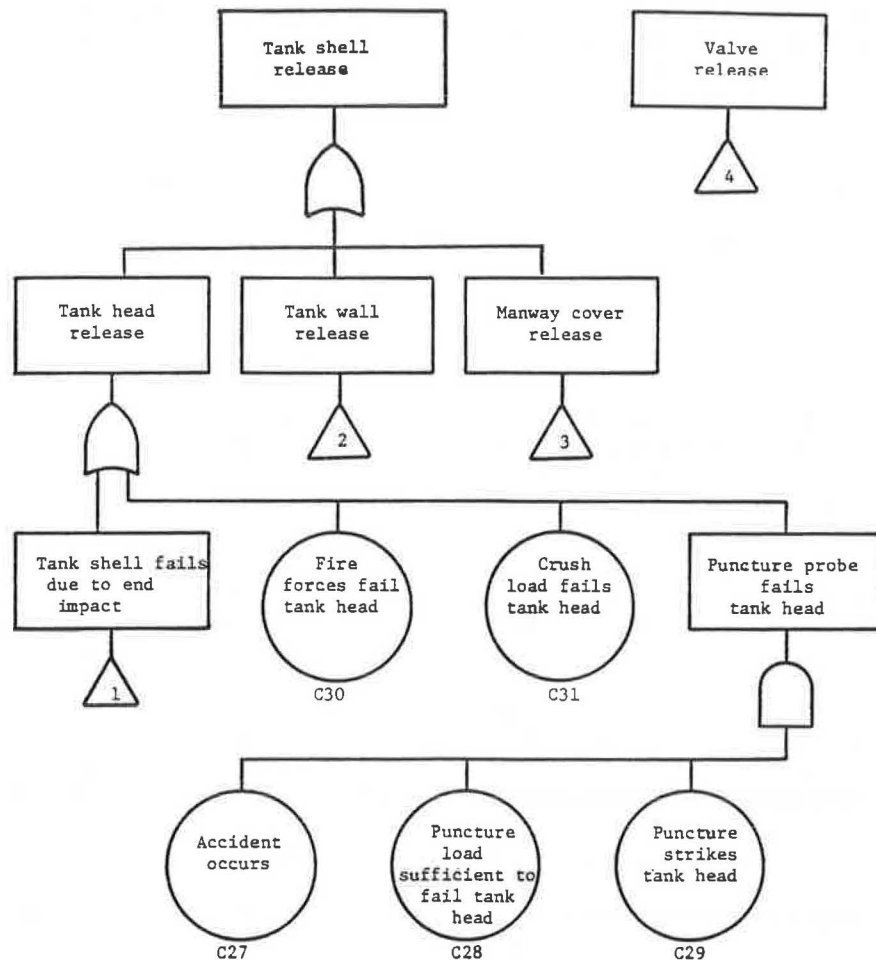 Tank shell
release
Valve
release
4
Tank head
release
Tank wall
release
Manway cover
release
2
3
Tank shell fails
due to end
impact
Fire
forces fail
tank head
Crush
load fails
tank head
Puncture probe
fails
tank head
1
C30
C31
Accident
occurs
Puncture
load
sufficient to
fail tank
head
Puncture
strikes
tank head
C27
C28
C29